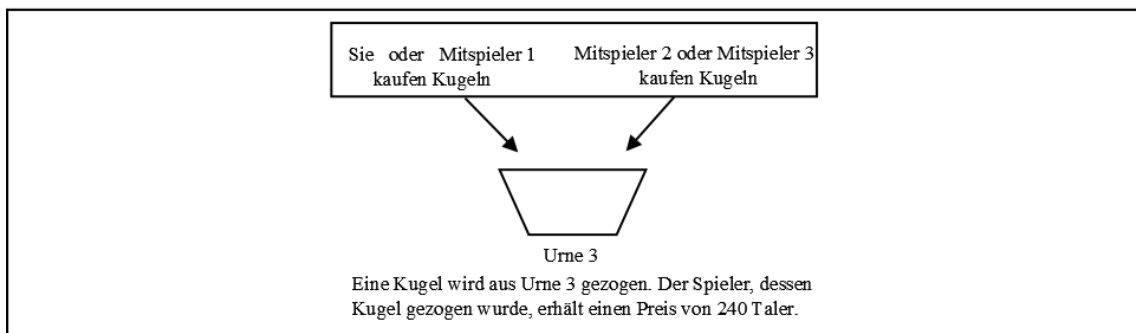 Sie oder Mitspieler 1
kaufen Kugeln
Mitspieler 2 oder Mitspieler 3
kaufen Kugeln
Urne 3
Eine Kugel wird aus Urne 3 gezogen. Der Spieler, dessen
Kugel gezogen wurde, erhält einen Preis von 240 Taler.